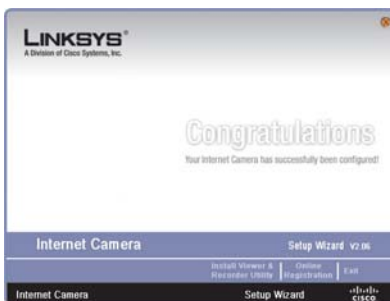 LINKSYS®
A Division of Cisco Systems, Inc.
Congratulations
Your Internet Camera has successfully been configured!
Internet Camera
Setup Wizard V2.06
Install Viewer & Recorder Utility
Online Registration
Exit
Internet Camera
Setup Wizard
CISCO